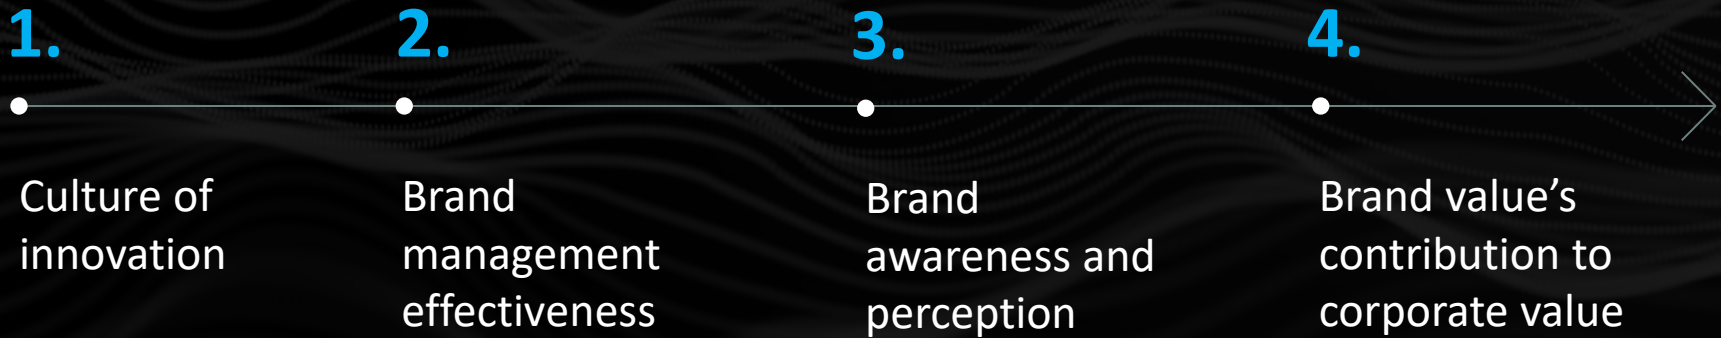 1.
Culture of
innovation
2.
Brand
management
effectiveness
3.
Brand
awareness and
perception
4.
Brand value’s
contribution to
corporate value